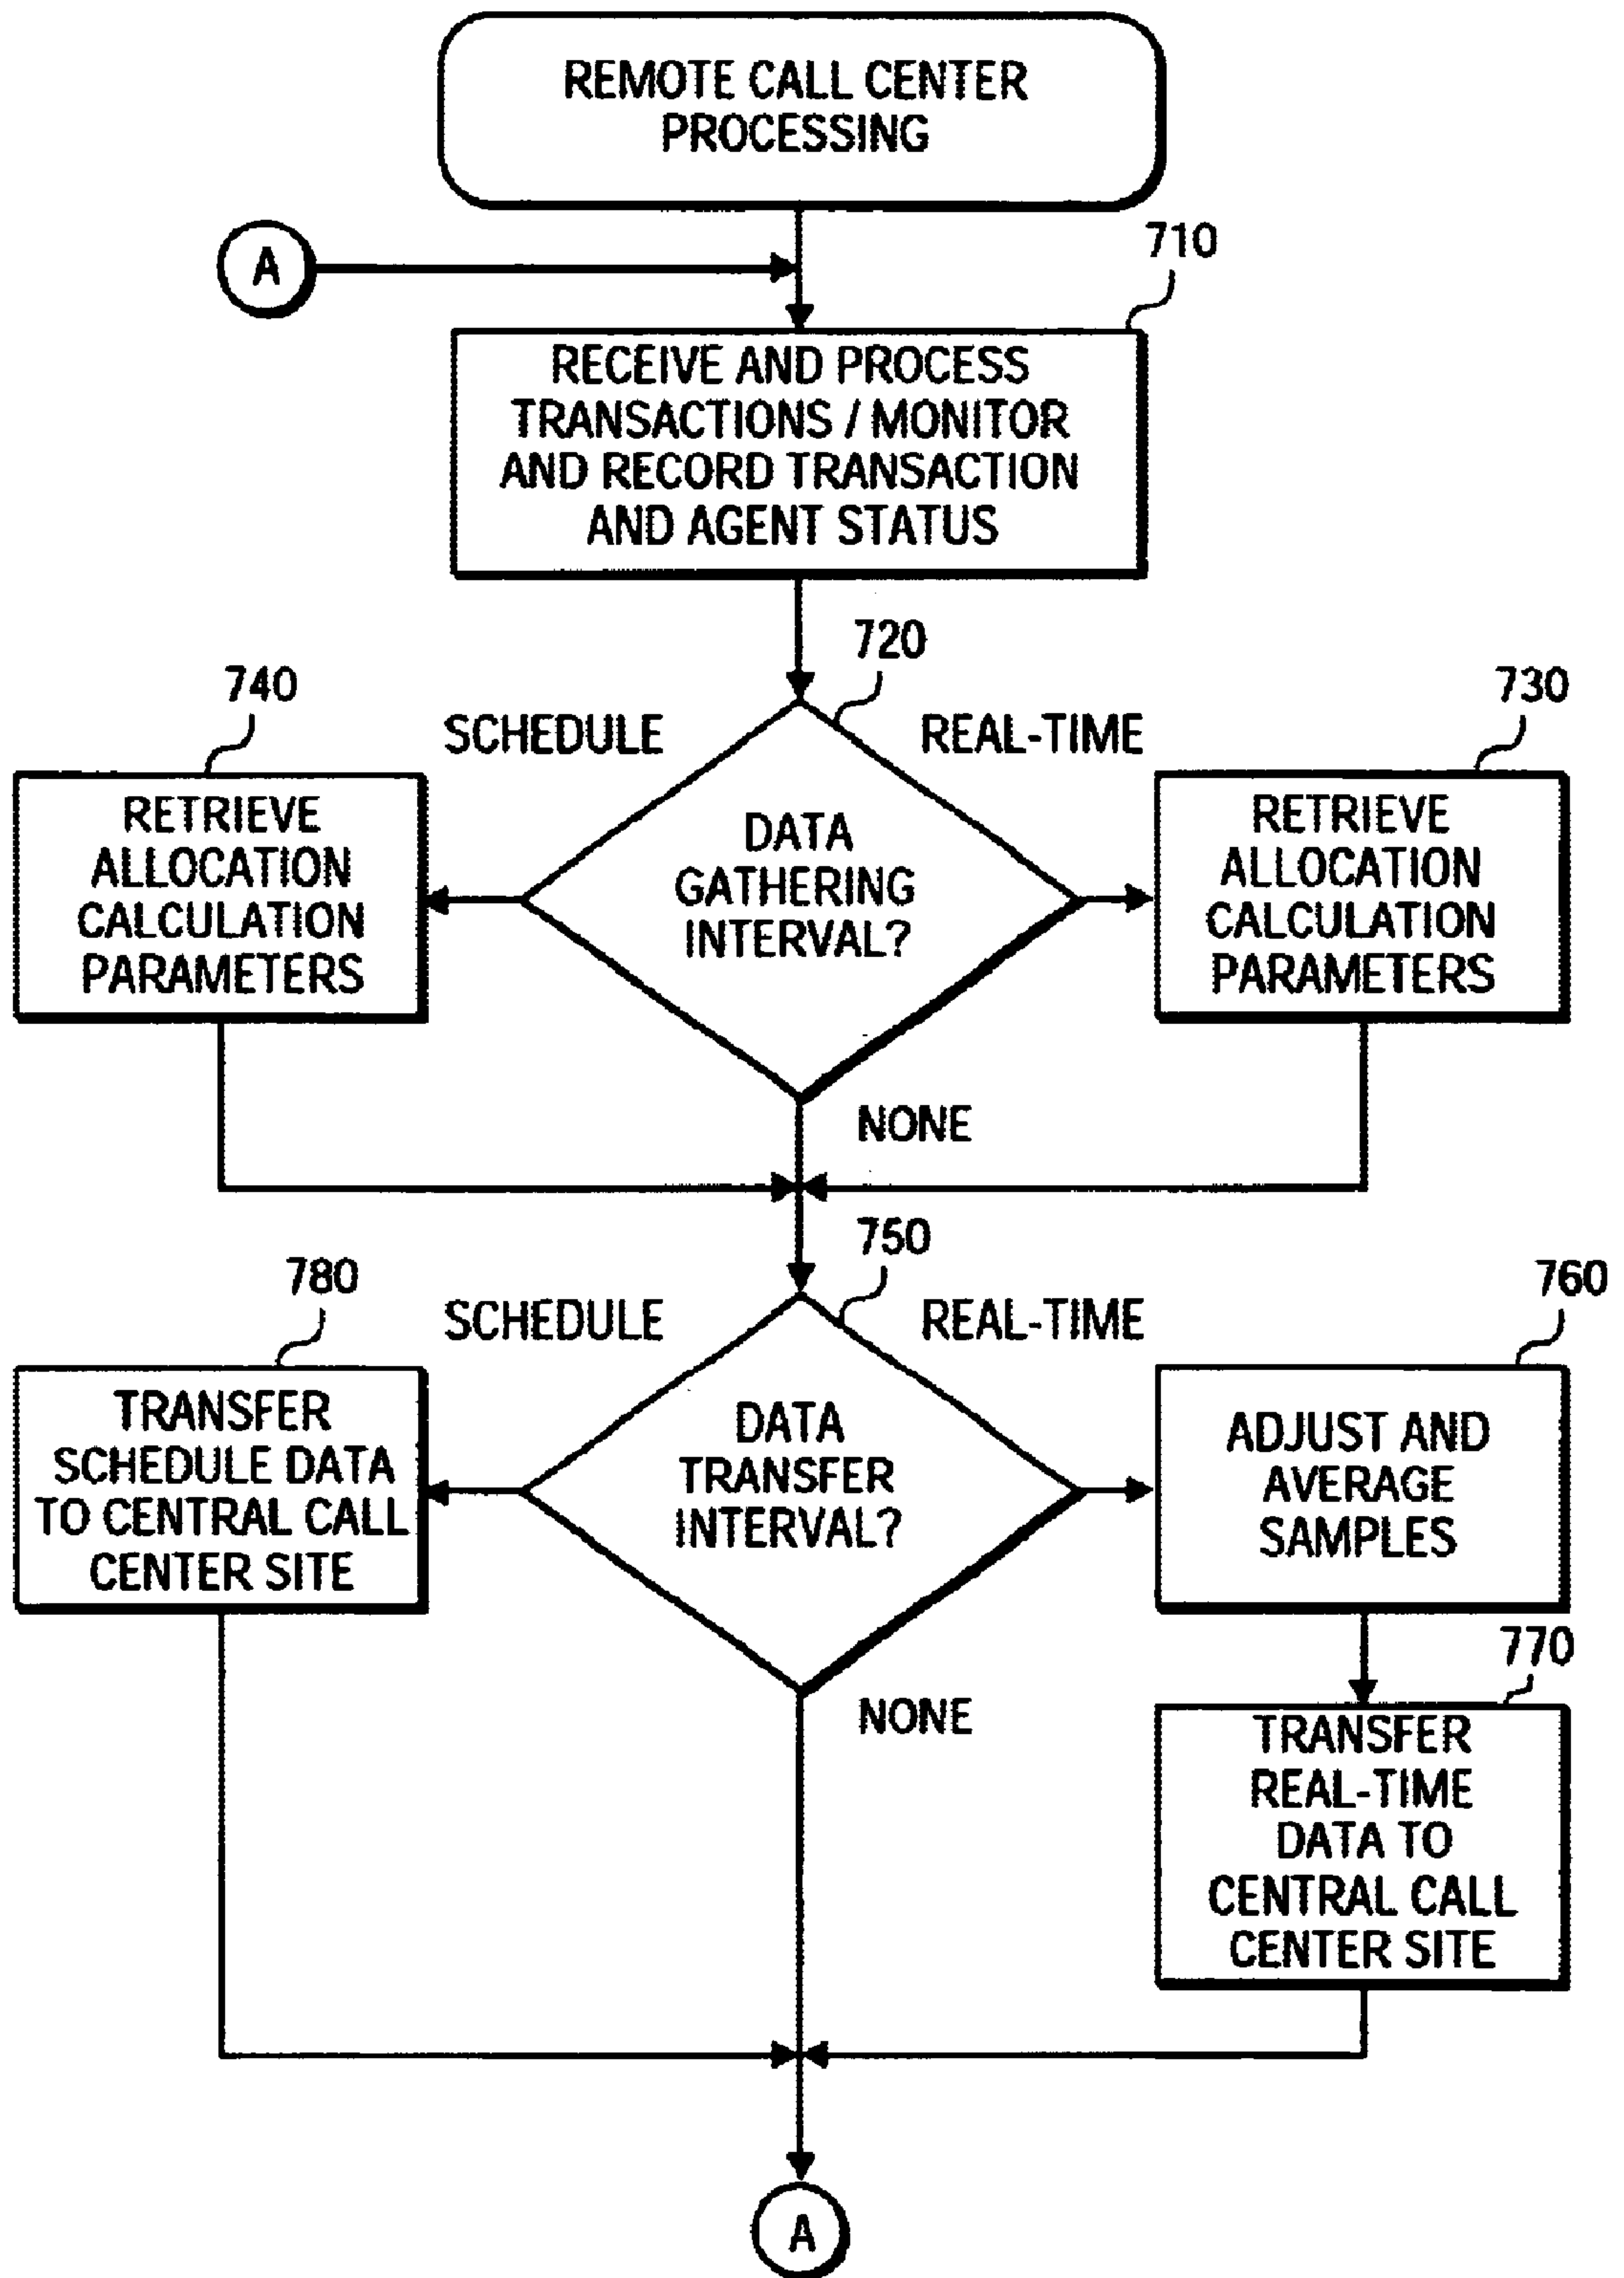 REMOTE CALL CENTER
PROCESSING
A
710
RECEIVE AND PROCESS
TRANSACTIONS / MONITOR
AND RECORD TRANSACTION
AND AGENT STATUS
720
740
730
SCHEDULE
REAL-TIME
RETRIEVE
ALLOCATION
CALCULATION
PARAMETERS
DATA
GATHERING
INTERVAL?
RETRIEVE
ALLOCATION
CALCULATION
PARAMETERS
NONE
750
780
760
SCHEDULE
REAL-TIME
TRANSFER
SCHEDULE DATA
TO CENTRAL CALL
CENTER SITE
DATA
TRANSFER
INTERVAL?
ADJUST AND
AVERAGE
SAMPLES
770
NONE
TRANSFER
REAL-TIME
DATA TO
CENTRAL CALL
CENTER SITE
A